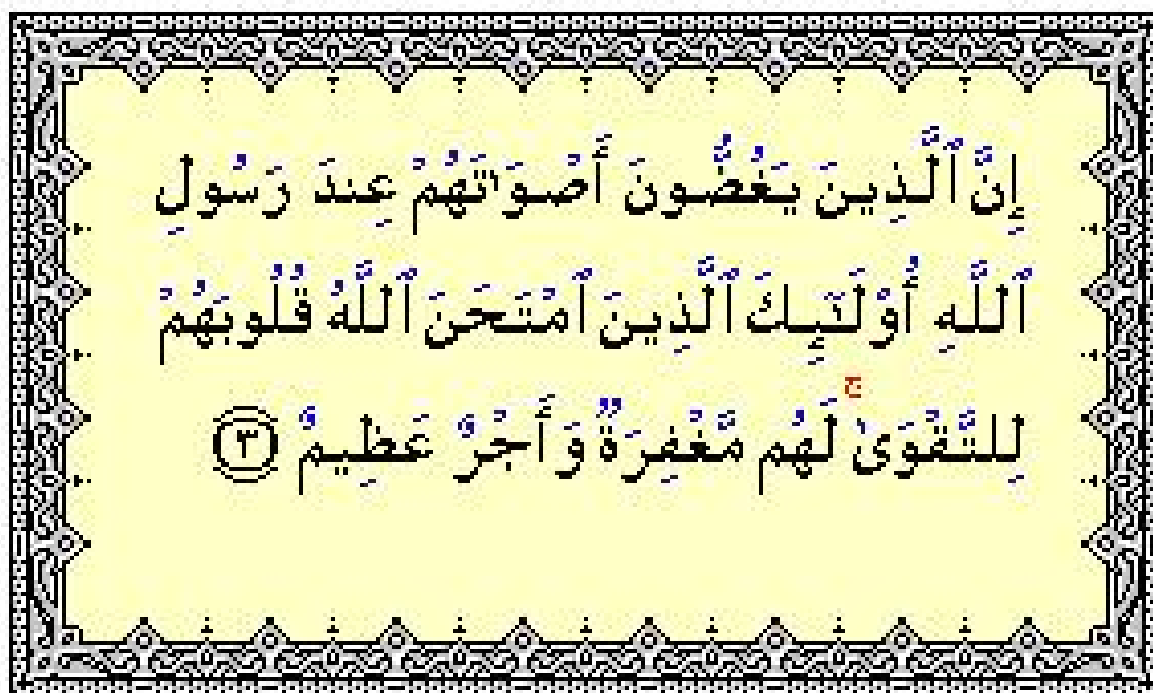 إِنَّ ٱلَّذِينَ يَغُضُّونَ أَصْوَٰتَهُمْ عِندَ رَسُولِ
ٱللَّهِ أُو۟لَٰٓئِكَ ٱلَّذِينَ ٱمْتَحَنَ ٱللَّهُ قُلُوبَهُمْ
لِلتَّقْوَىٰ ۚ لَهُم مَّغْفِرَةٌ وَأَجْرٌ عَظِيمٌ ٣